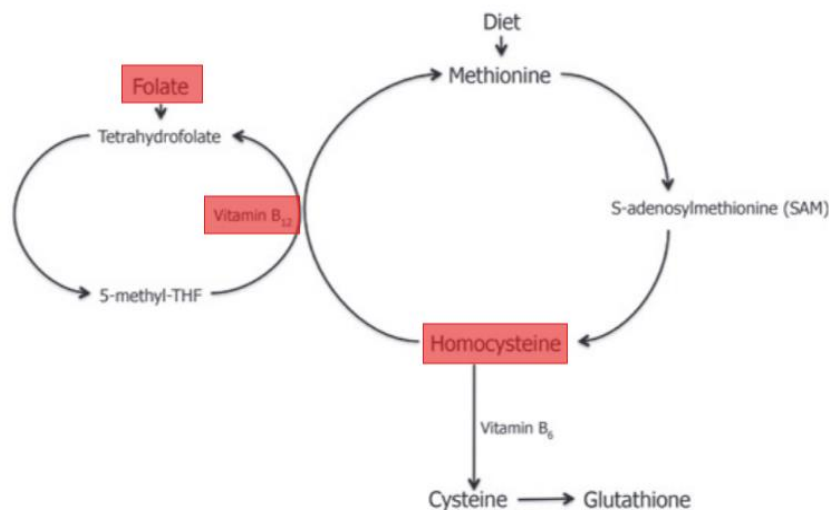 Diet
Methionine
Folate
Tetrahydrofolate
Vitamin B₁₂
S-adenosylmethionine (SAM)
5-methyl-THF
Homocysteine
Vitamin B₆
Cysteine
Glutathione